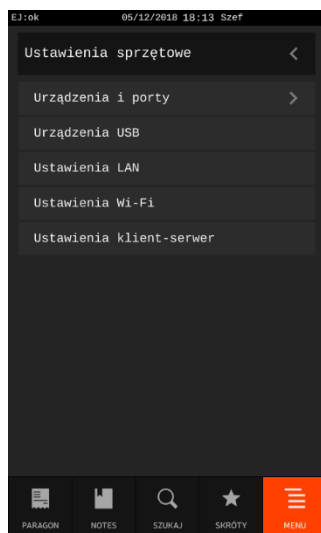 EJ:ok 05/12/2018 18:13 Szef
Ustawienia sprzętowe
Urządzenia i porty
Urządzenia USB
Ustawienia LAN
Ustawienia Wi-Fi
Ustawienia klient-serwer
PARAGON NOTES SZUKAJ SKRÓTY MENU